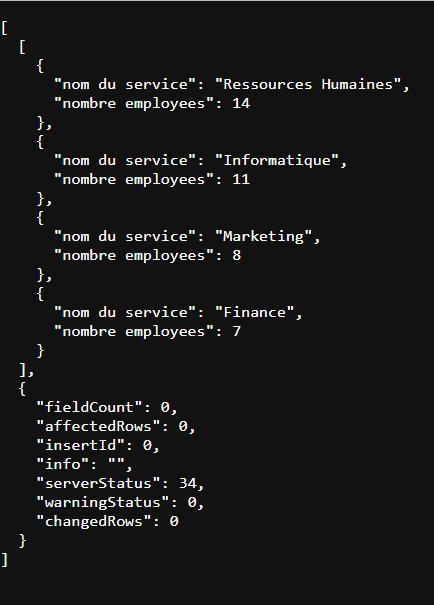 [
  [
    {
      "nom du service": "Ressources Humaines",
      "nombre employees": 14
    },
    {
      "nom du service": "Informatique",
      "nombre employees": 11
    },
    {
      "nom du service": "Marketing",
      "nombre employees": 8
    },
    {
      "nom du service": "Finance",
      "nombre employees": 7
    }
  ],
  {
    "fieldCount": 0,
    "affectedRows": 0,
    "insertId": 0,
    "info": "",
    "serverStatus": 34,
    "warningStatus": 0,
    "changedRows": 0
  }
]